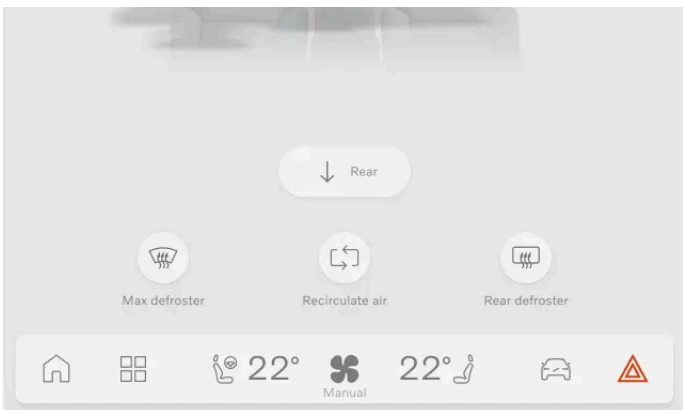 Rear
Max defroster
Recirculate air
Rear defroster
22°
22°
Manual